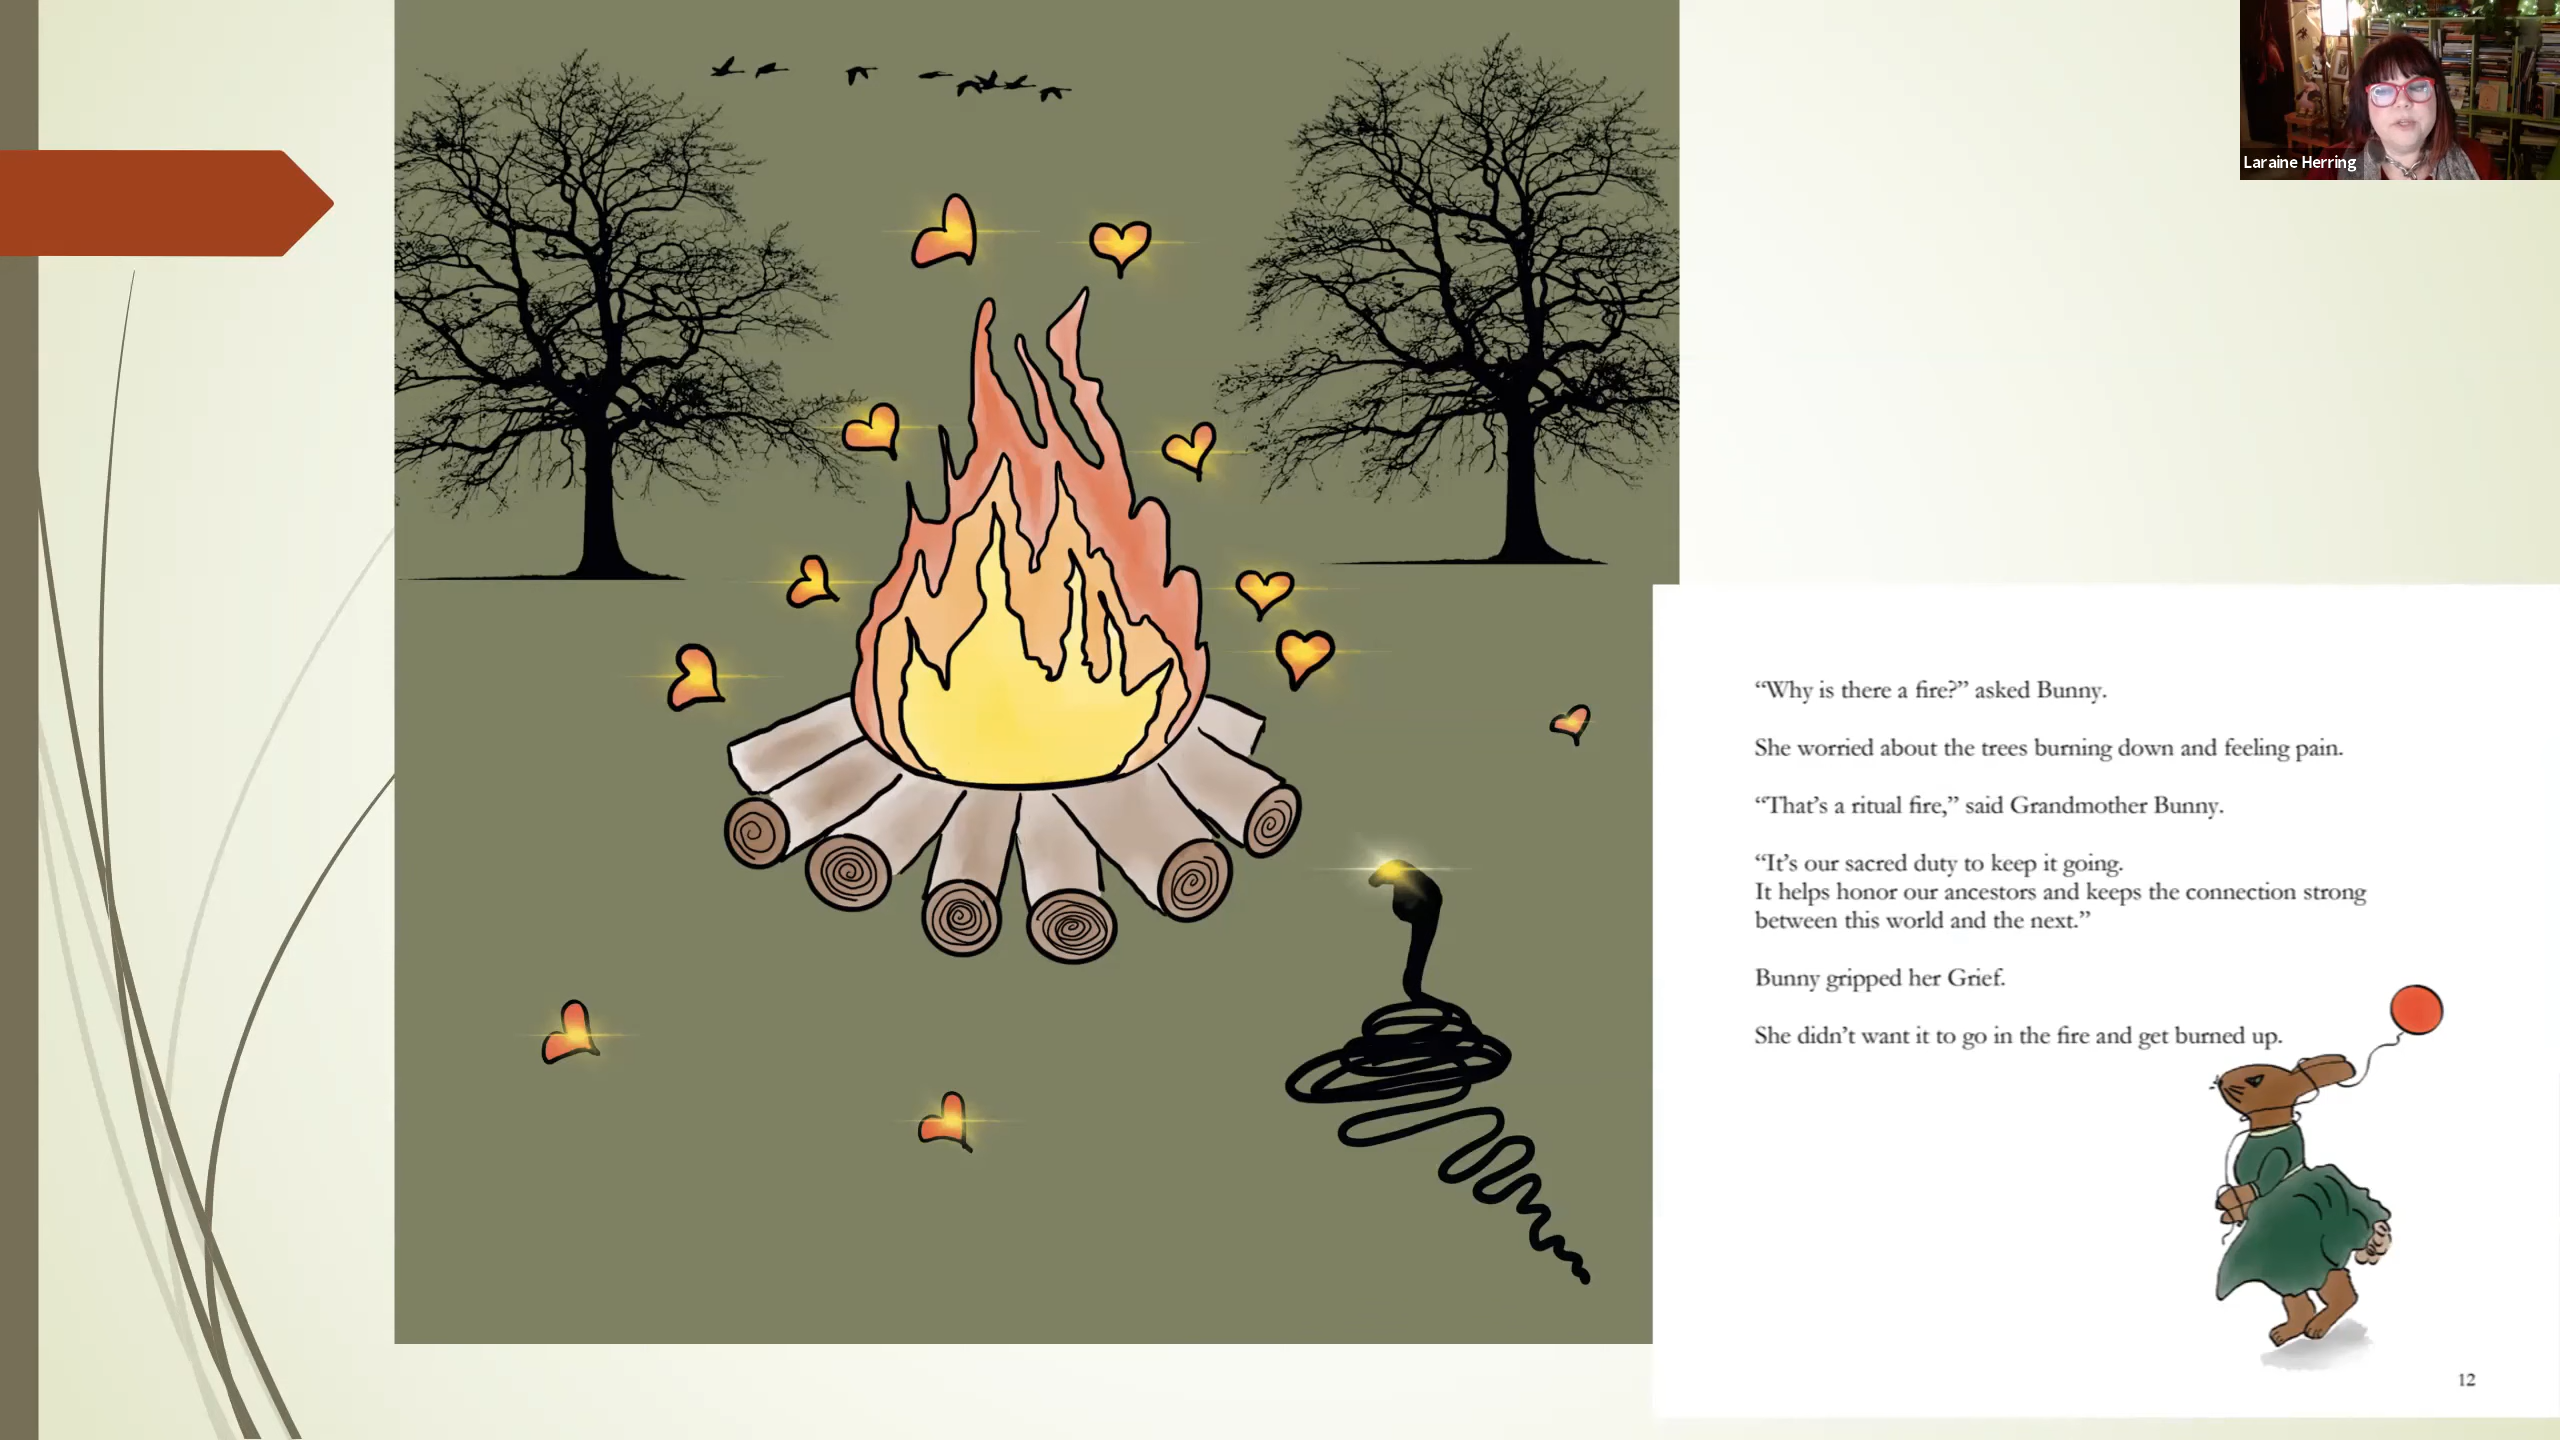 Laraine Herring
“Why is there a fire?” asked Bunny.
She worried about the trees burning down and feeling pain.
“That’s a ritual fire,” said Grandmother Bunny.
“It’s our sacred duty to keep it going.
It helps honor our ancestors and keeps the connection strong
between this world and the next.”
Bunny gripped her Grief.
She didn’t want it to go in the fire and get burned up.
12